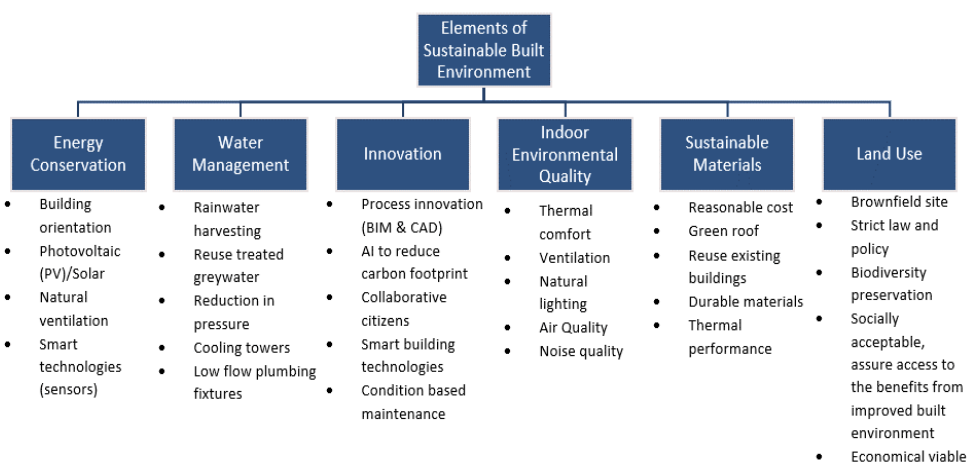 Elements of
Sustainable Built
Environment
Energy
Conservation
• Building
orientation
• Photovoltaic
(PV)/Solar
• Natural
ventilation
• Smart
technologies
(sensors)
Water
Management
• Rainwater
harvesting
• Reuse treated
greywater
• Reduction in
pressure
• Cooling towers
• Low flow plumbing
fixtures
Innovation
• Process innovation
(BIM & CAD)
• AI to reduce
carbon footprint
• Collaborative
citizens
• Smart building
technologies
• Condition based
maintenance
Indoor
Environmental
Quality
• Thermal
comfort
• Ventilation
• Natural
lighting
• Air Quality
• Noise quality
Sustainable
Materials
• Reasonable cost
• Green roof
• Reuse existing
buildings
• Durable materials
• Thermal
performance
Land Use
• Brownfield site
• Strict law and
policy
• Biodiversity
preservation
• Socially
acceptable,
assure access to
the benefits from
improved built
environment
• Economical viable